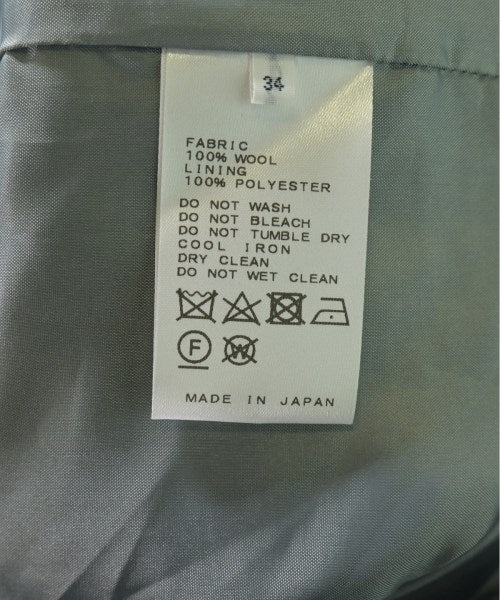 34
FABRIC
100% WOOL
LINING
100% POLYESTER
DO NOT WASH
DO NOT BLEACH
DO NOT TUMBLE DRY
COOL IRON
DRY CLEAN
DO NOT WET CLEAN
F W
MADE IN JAPAN